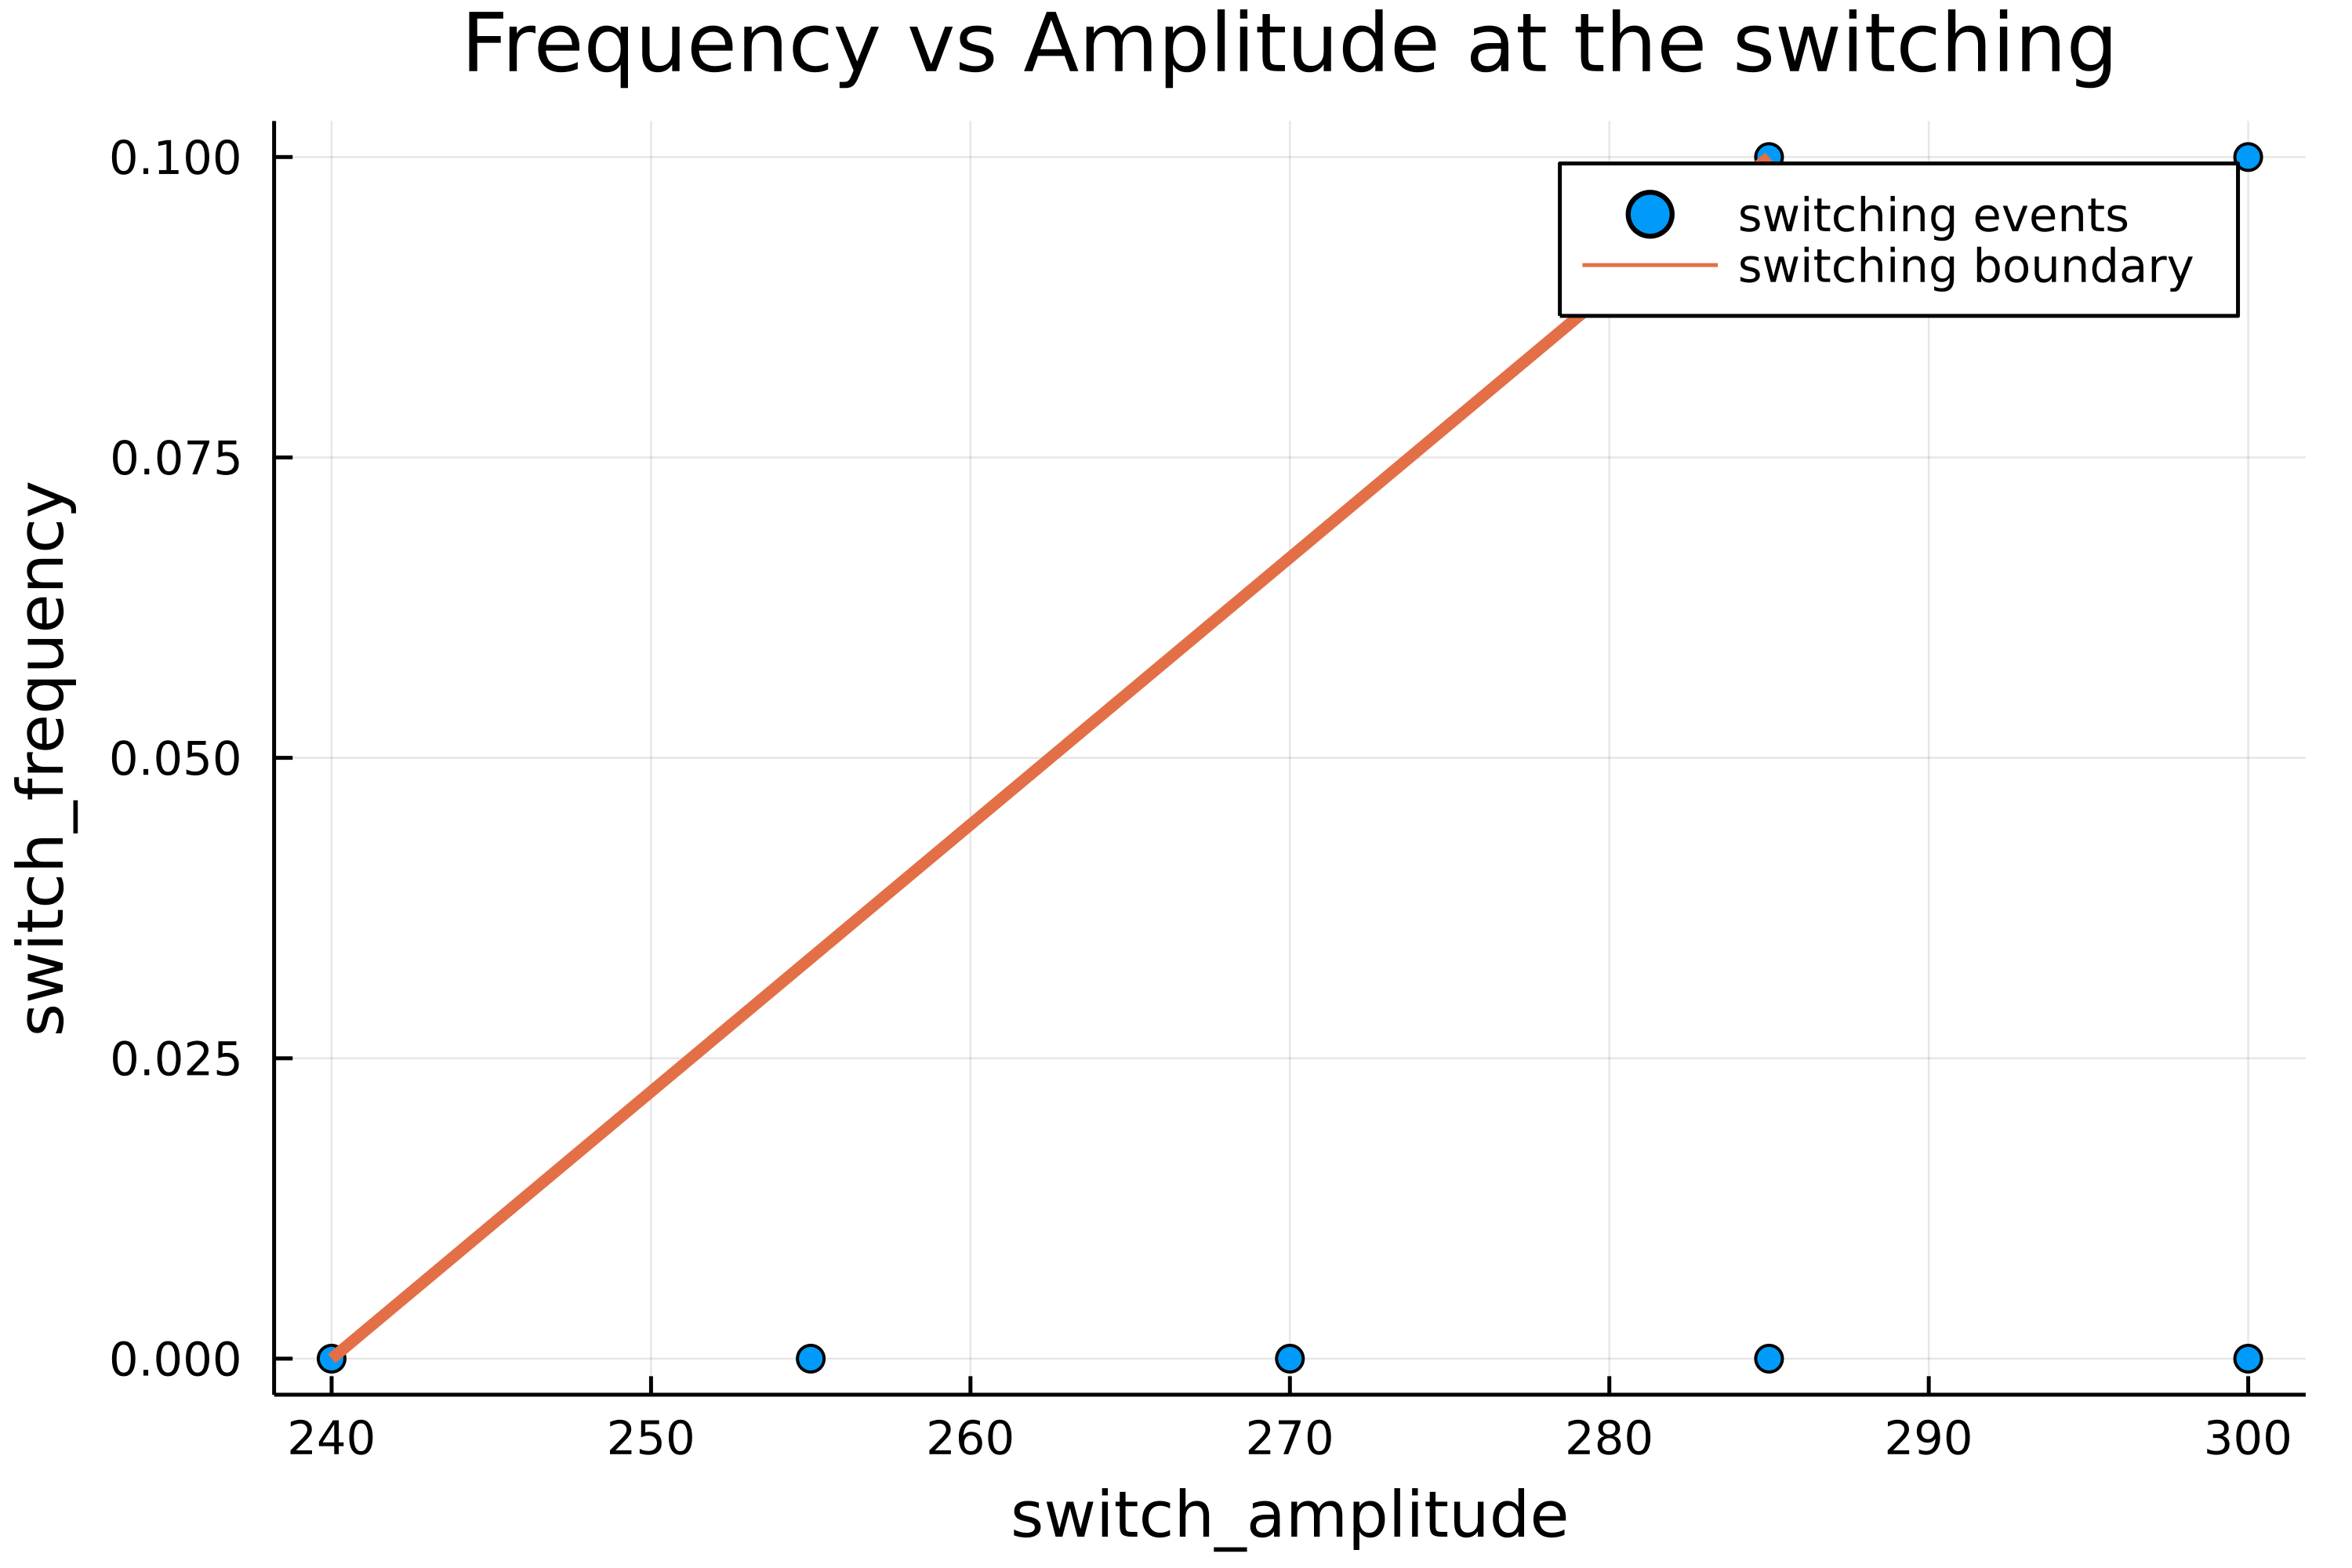 Frequency vs Amplitude at the switching
0.100
0.075
0.050
0.025
0.000
switch_frequency
switching events
switching boundary
240 250 260 270 280 290 300
switch_amplitude